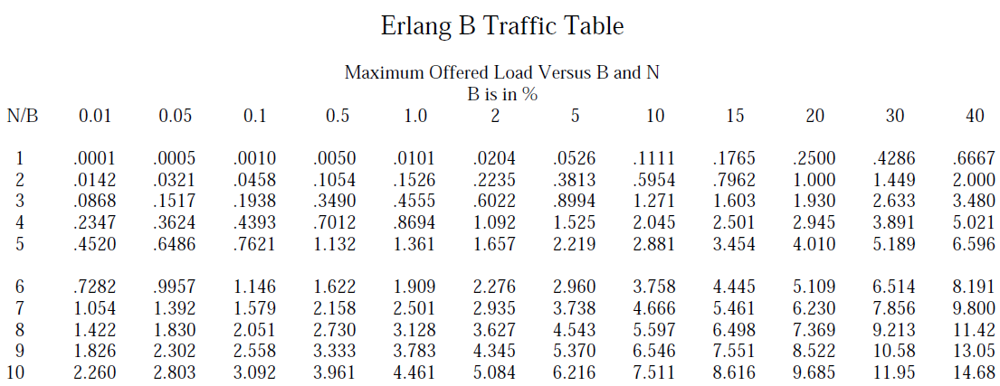 Erlang B Traffic Table
Maximum Offered Load Versus B and N
B is in %
N/B 0.01 0.05 0.1 0.5 1.0 2 5 10 15 20 30 40
1 .0001 .0005 .0010 .0050 .0101 .0204 .0526 .1111 .1765 .2500 .4286 .6667
2 .0142 .0321 .0458 .1054 .1526 .2235 .3813 .5954 .7962 1.000 1.449 2.000
3 .0868 .1517 .1938 .3490 .4555 .6022 .8994 1.271 1.603 1.930 2.633 3.480
4 .2347 .3624 .4393 .7012 .8694 1.092 1.525 2.045 2.501 2.945 3.891 5.021
5 .4520 .6486 .7621 1.132 1.361 1.657 2.219 2.881 3.454 4.010 5.189 6.596
6 .7282 .9957 1.146 1.622 1.909 2.276 2.960 3.758 4.445 5.109 6.514 8.191
7 1.054 1.392 1.579 2.158 2.501 2.935 3.738 4.666 5.461 6.230 7.856 9.800
8 1.422 1.830 2.051 2.730 3.128 3.627 4.543 5.597 6.498 7.369 9.213 11.42
9 1.826 2.302 2.558 3.333 3.783 4.345 5.370 6.546 7.551 8.522 10.58 13.05
10 2.260 2.803 3.092 3.961 4.461 5.084 6.216 7.511 8.616 9.685 11.95 14.68